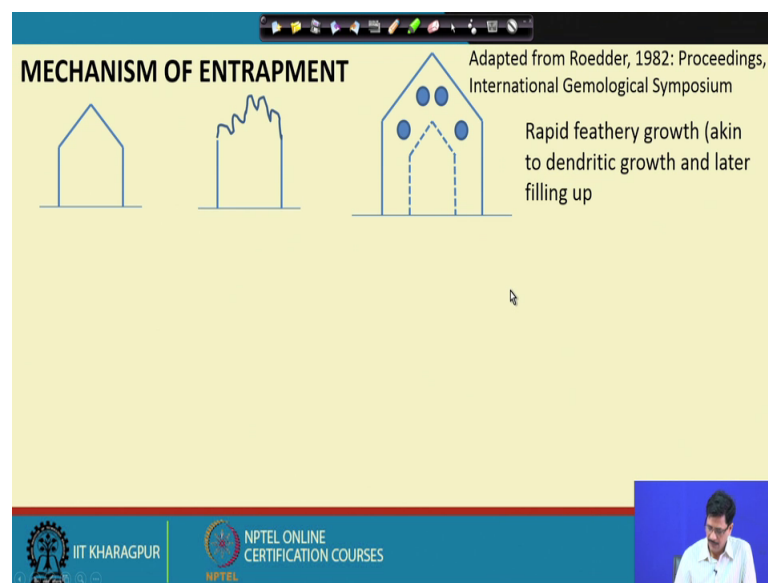 MECHANISM OF ENTRAPMENT
Adapted from Roedder, 1982: Proceedings,
International Gemological Symposium
Rapid feathery growth (akin
to dendritic growth and later
filling up
IIT KHARAGPUR
NPTEL
NPTEL ONLINE
CERTIFICATION COURSES